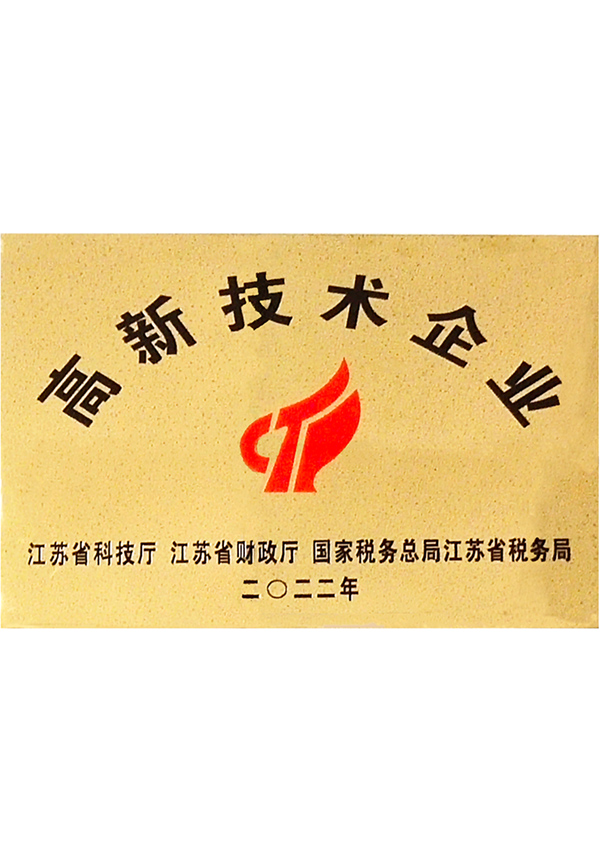 高新技术企业
江苏省科技厅 江苏省财政厅 国家税务总局江苏省税务局
二〇二二年